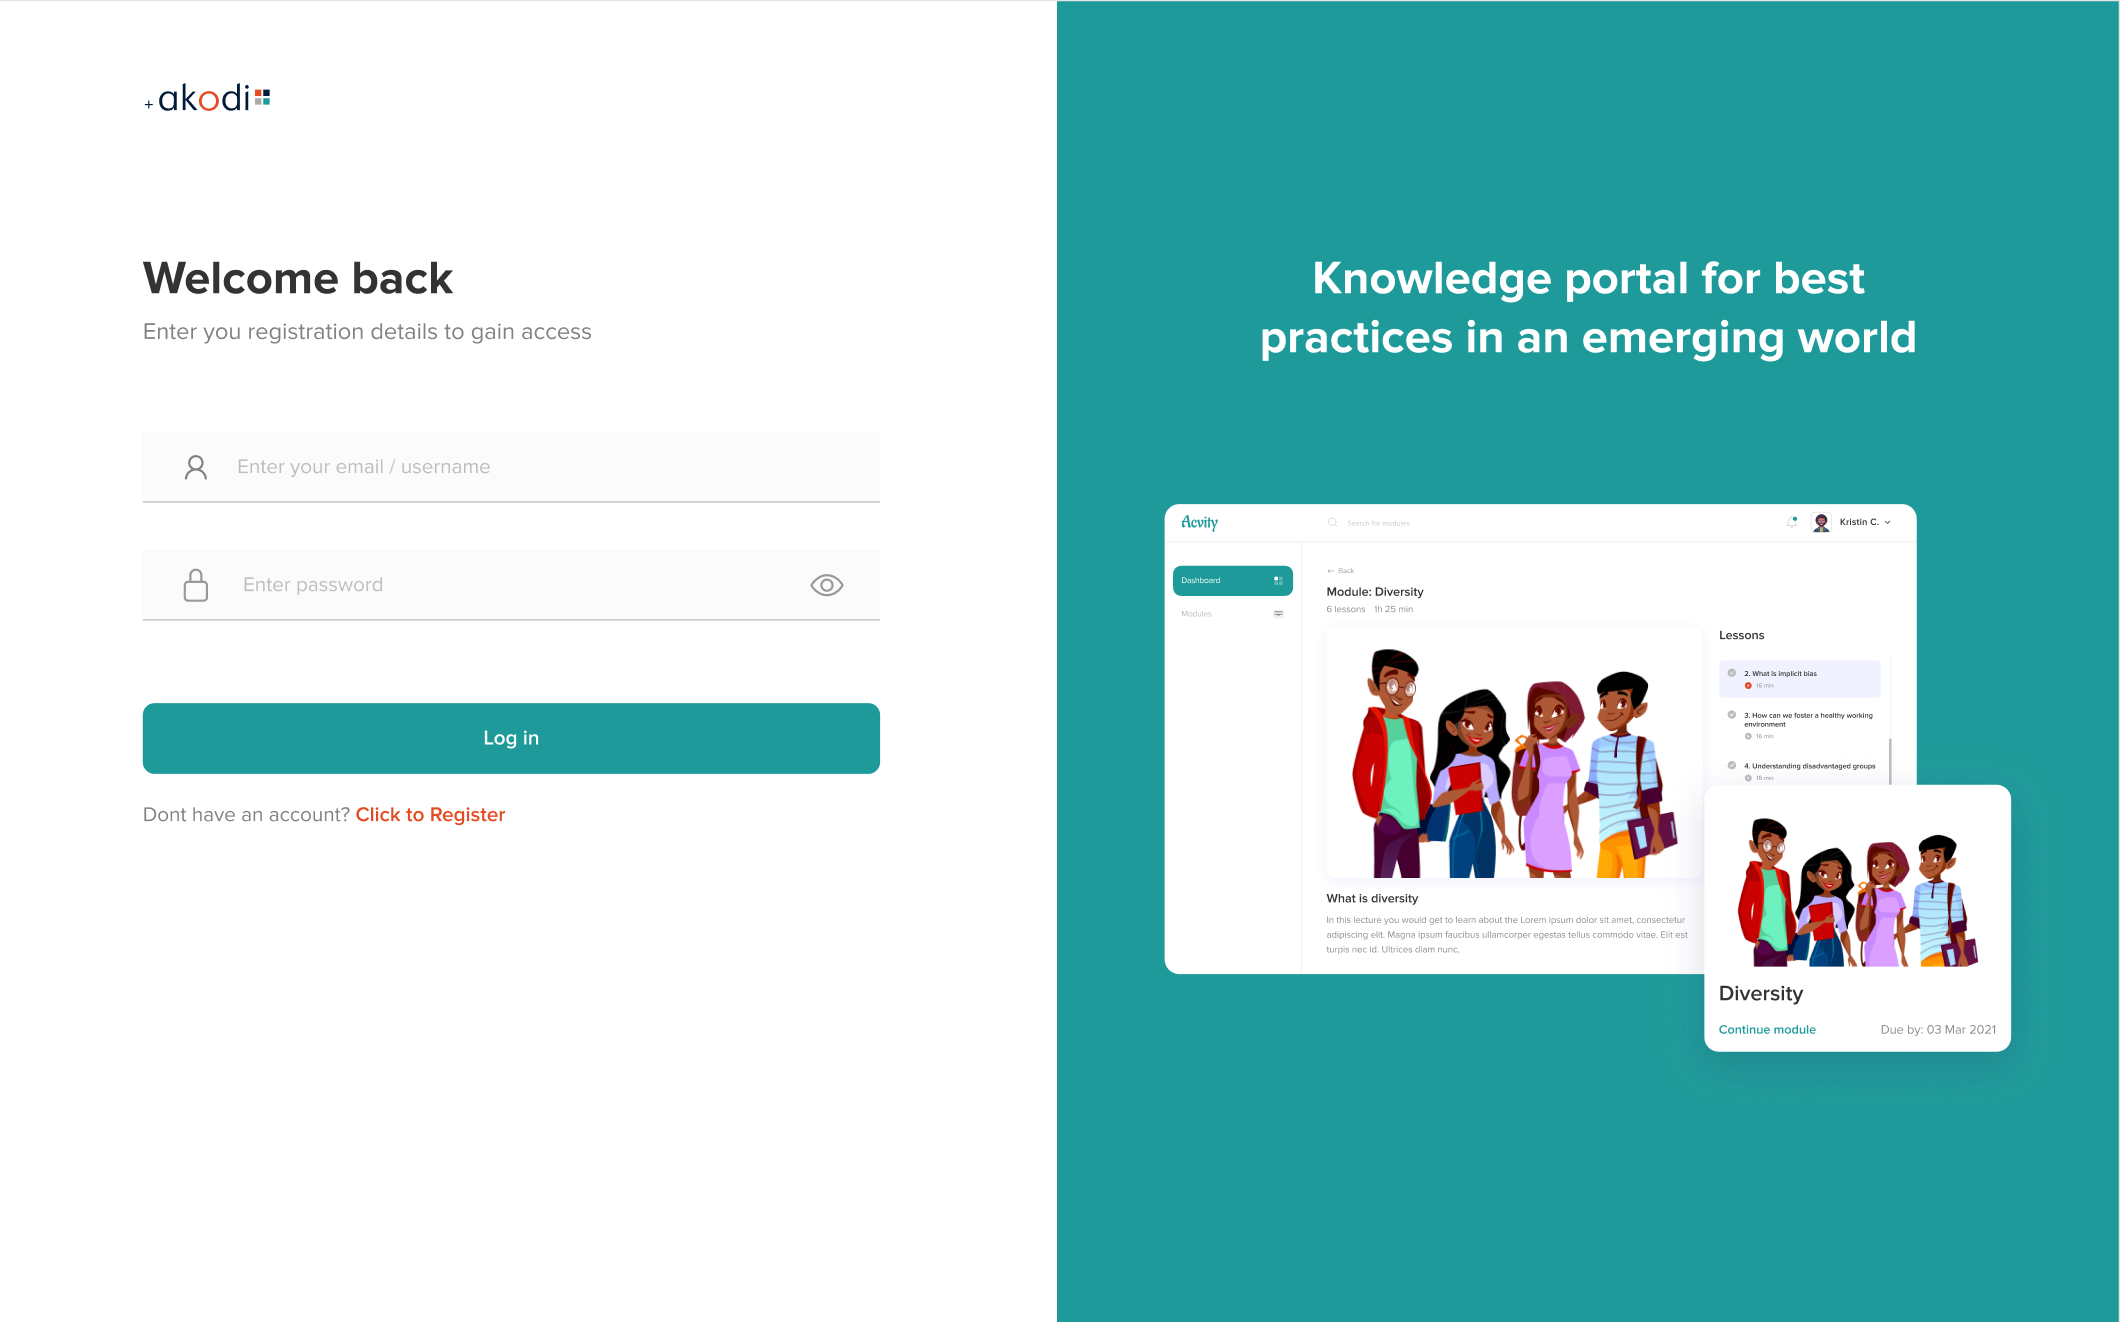 + akodi
Welcome back
Enter you registration details to gain access
Enter your email / username
Enter password
Log in
Dont have an account? Click to Register
Knowledge portal for best
practices in an emerging world
Acvity
Search for modules
Kristin C.
Dashboard
Modules
← Back
Module: Diversity
6 lessons 1h 25 min
Lessons
2. What is implicit bias
16 min
3. How can we foster a healthy working
environment
16 min
4. Understanding disadvantaged groups
18 min
What is diversity
In this lecture you would get to learn about the Lorem ipsum dolor sit amet, consectetur
adipiscing elit. Magna ipsum faucibus ullamcorper egestas tellus commodo vitae. Elit est
turpis nec id. Ultrices diam nunc,
Diversity
Continue module
Due by: 03 Mar 2021